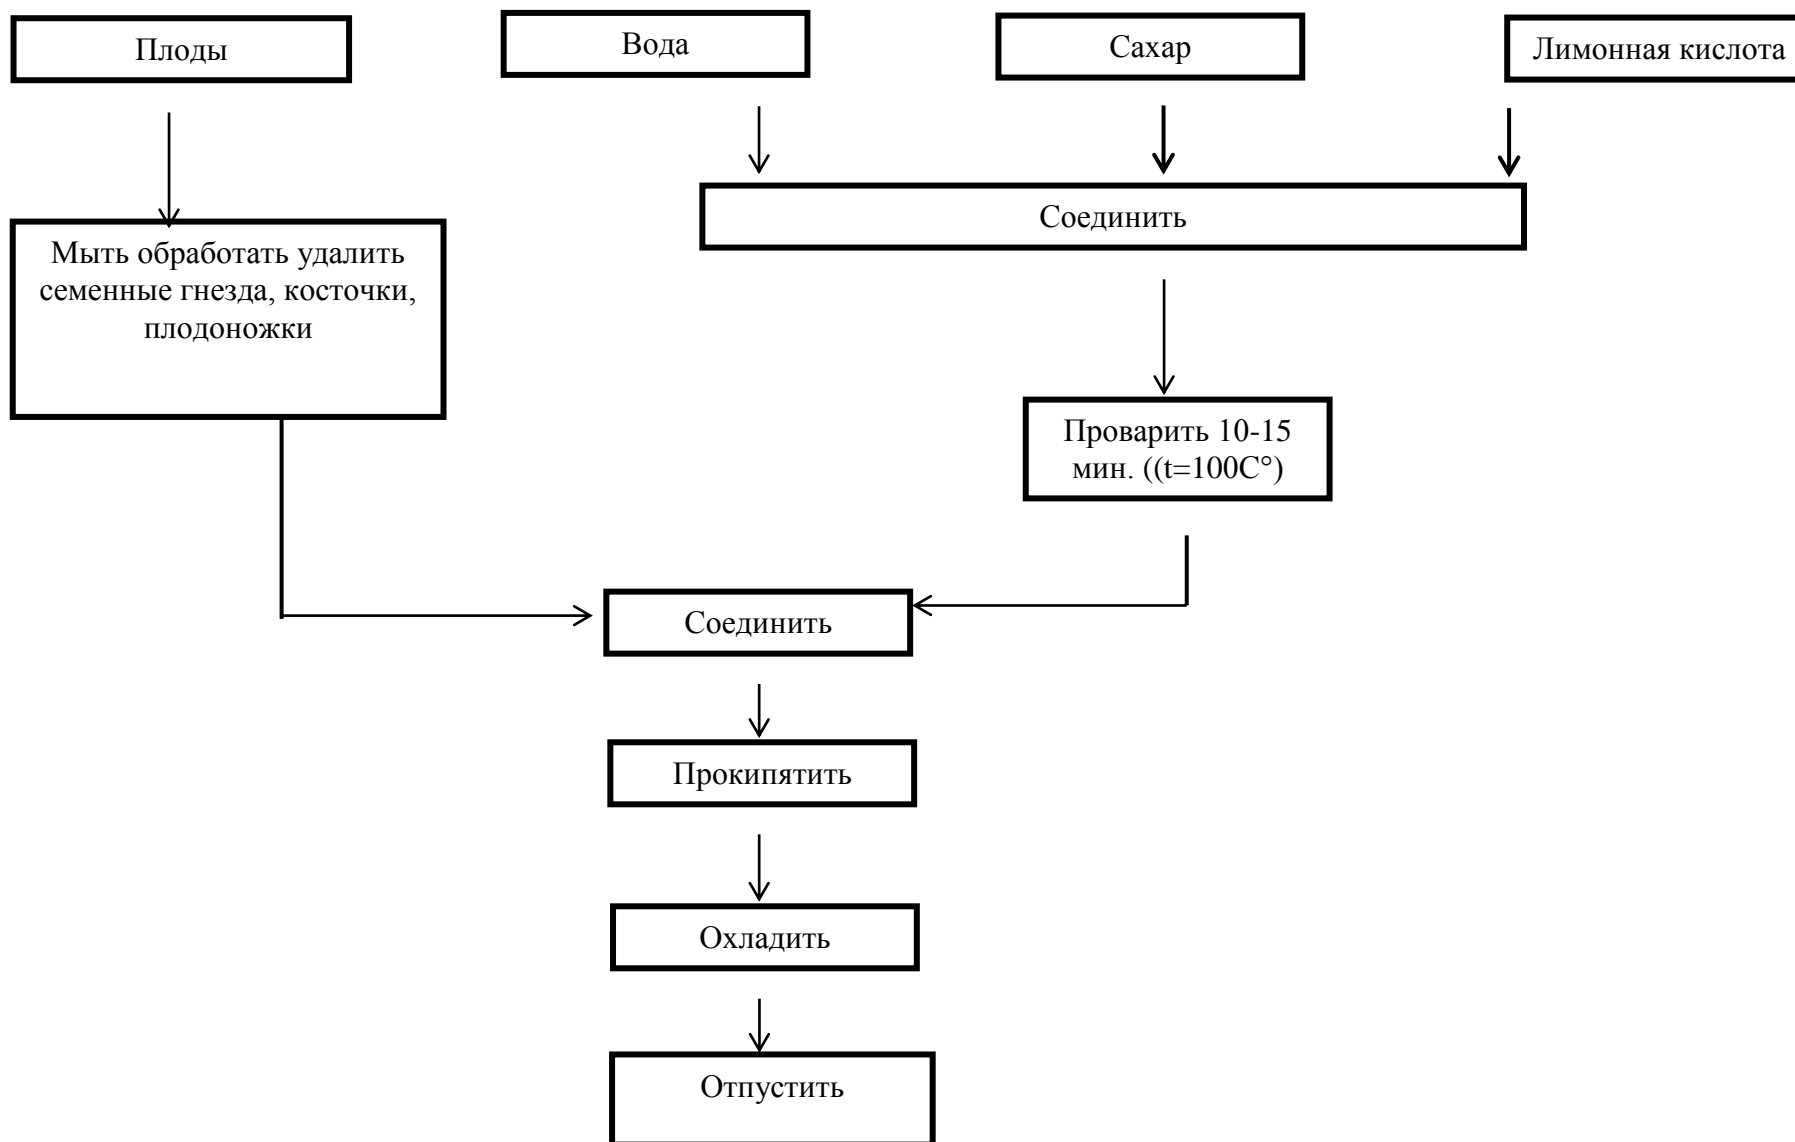 Плоды
Вода
Сахар
Лимонная кислота
Соединить
Мыть обработать удалить
семенные гнезда, косточки,
плодоножки
Проварить 10-15
мин. ((t=100C°)
Соединить
Прокипятить
Охладить
Отпустить